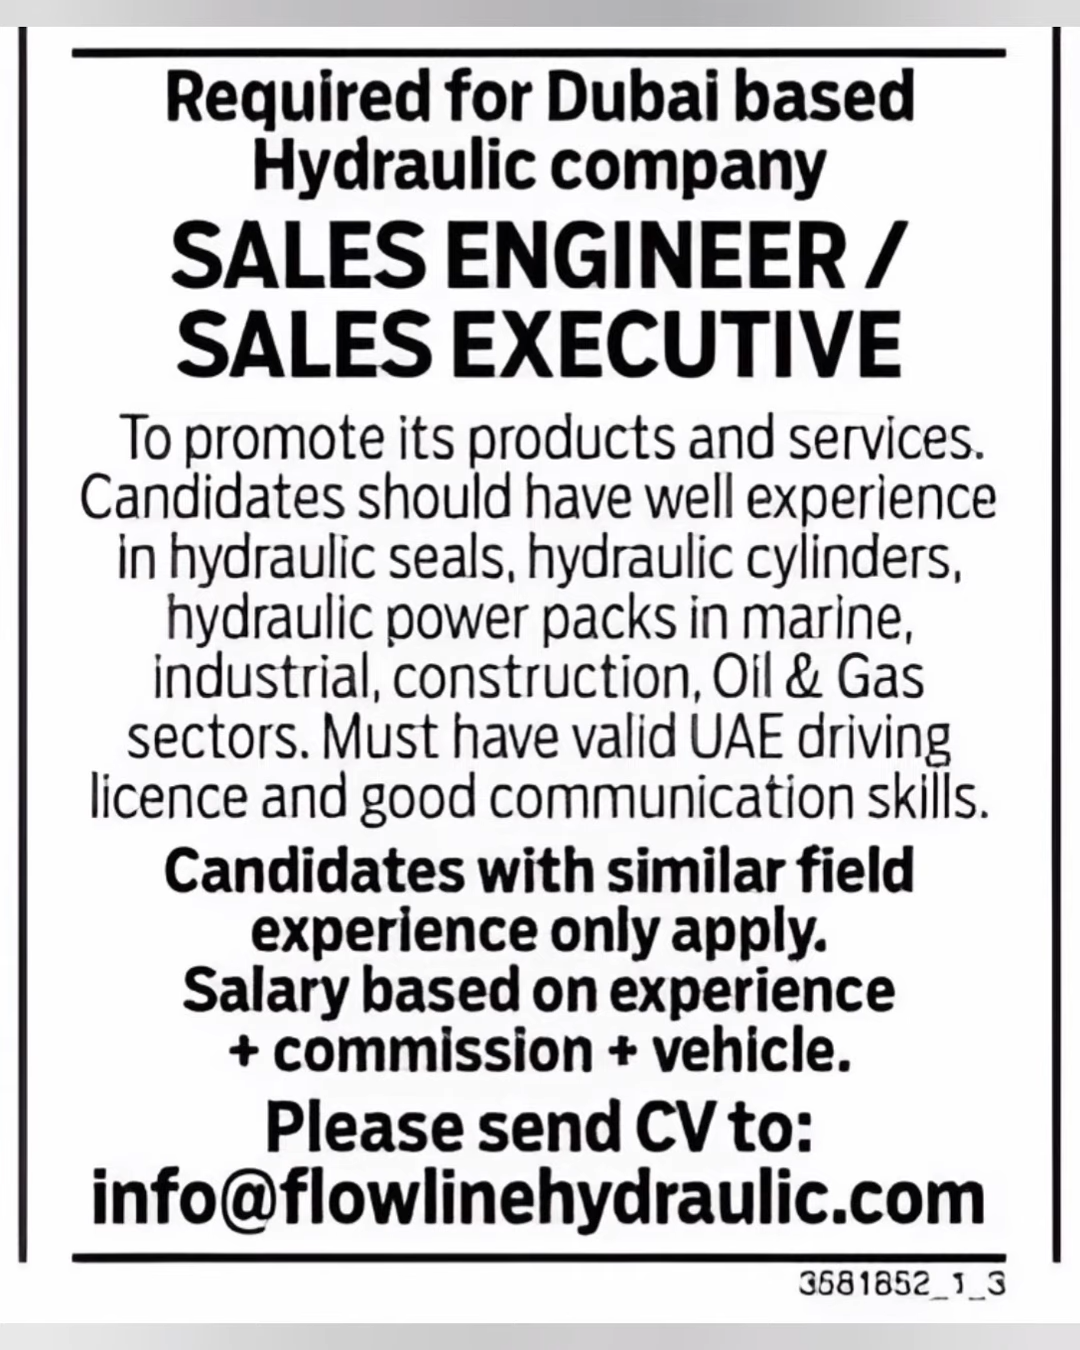 Required for Dubai based
Hydraulic company
SALES ENGINEER /
SALES EXECUTIVE
To promote its products and services.
Candidates should have well experience
in hydraulic seals, hydraulic cylinders,
hydraulic power packs in marine,
industrial, construction, Oil & Gas
sectors. Must have valid UAE driving
licence and good communication skills.
Candidates with similar field
experience only apply.
Salary based on experience
+ commission + vehicle.
Please send CV to:
info@flowlinehydraulic.com
3681852_1_3